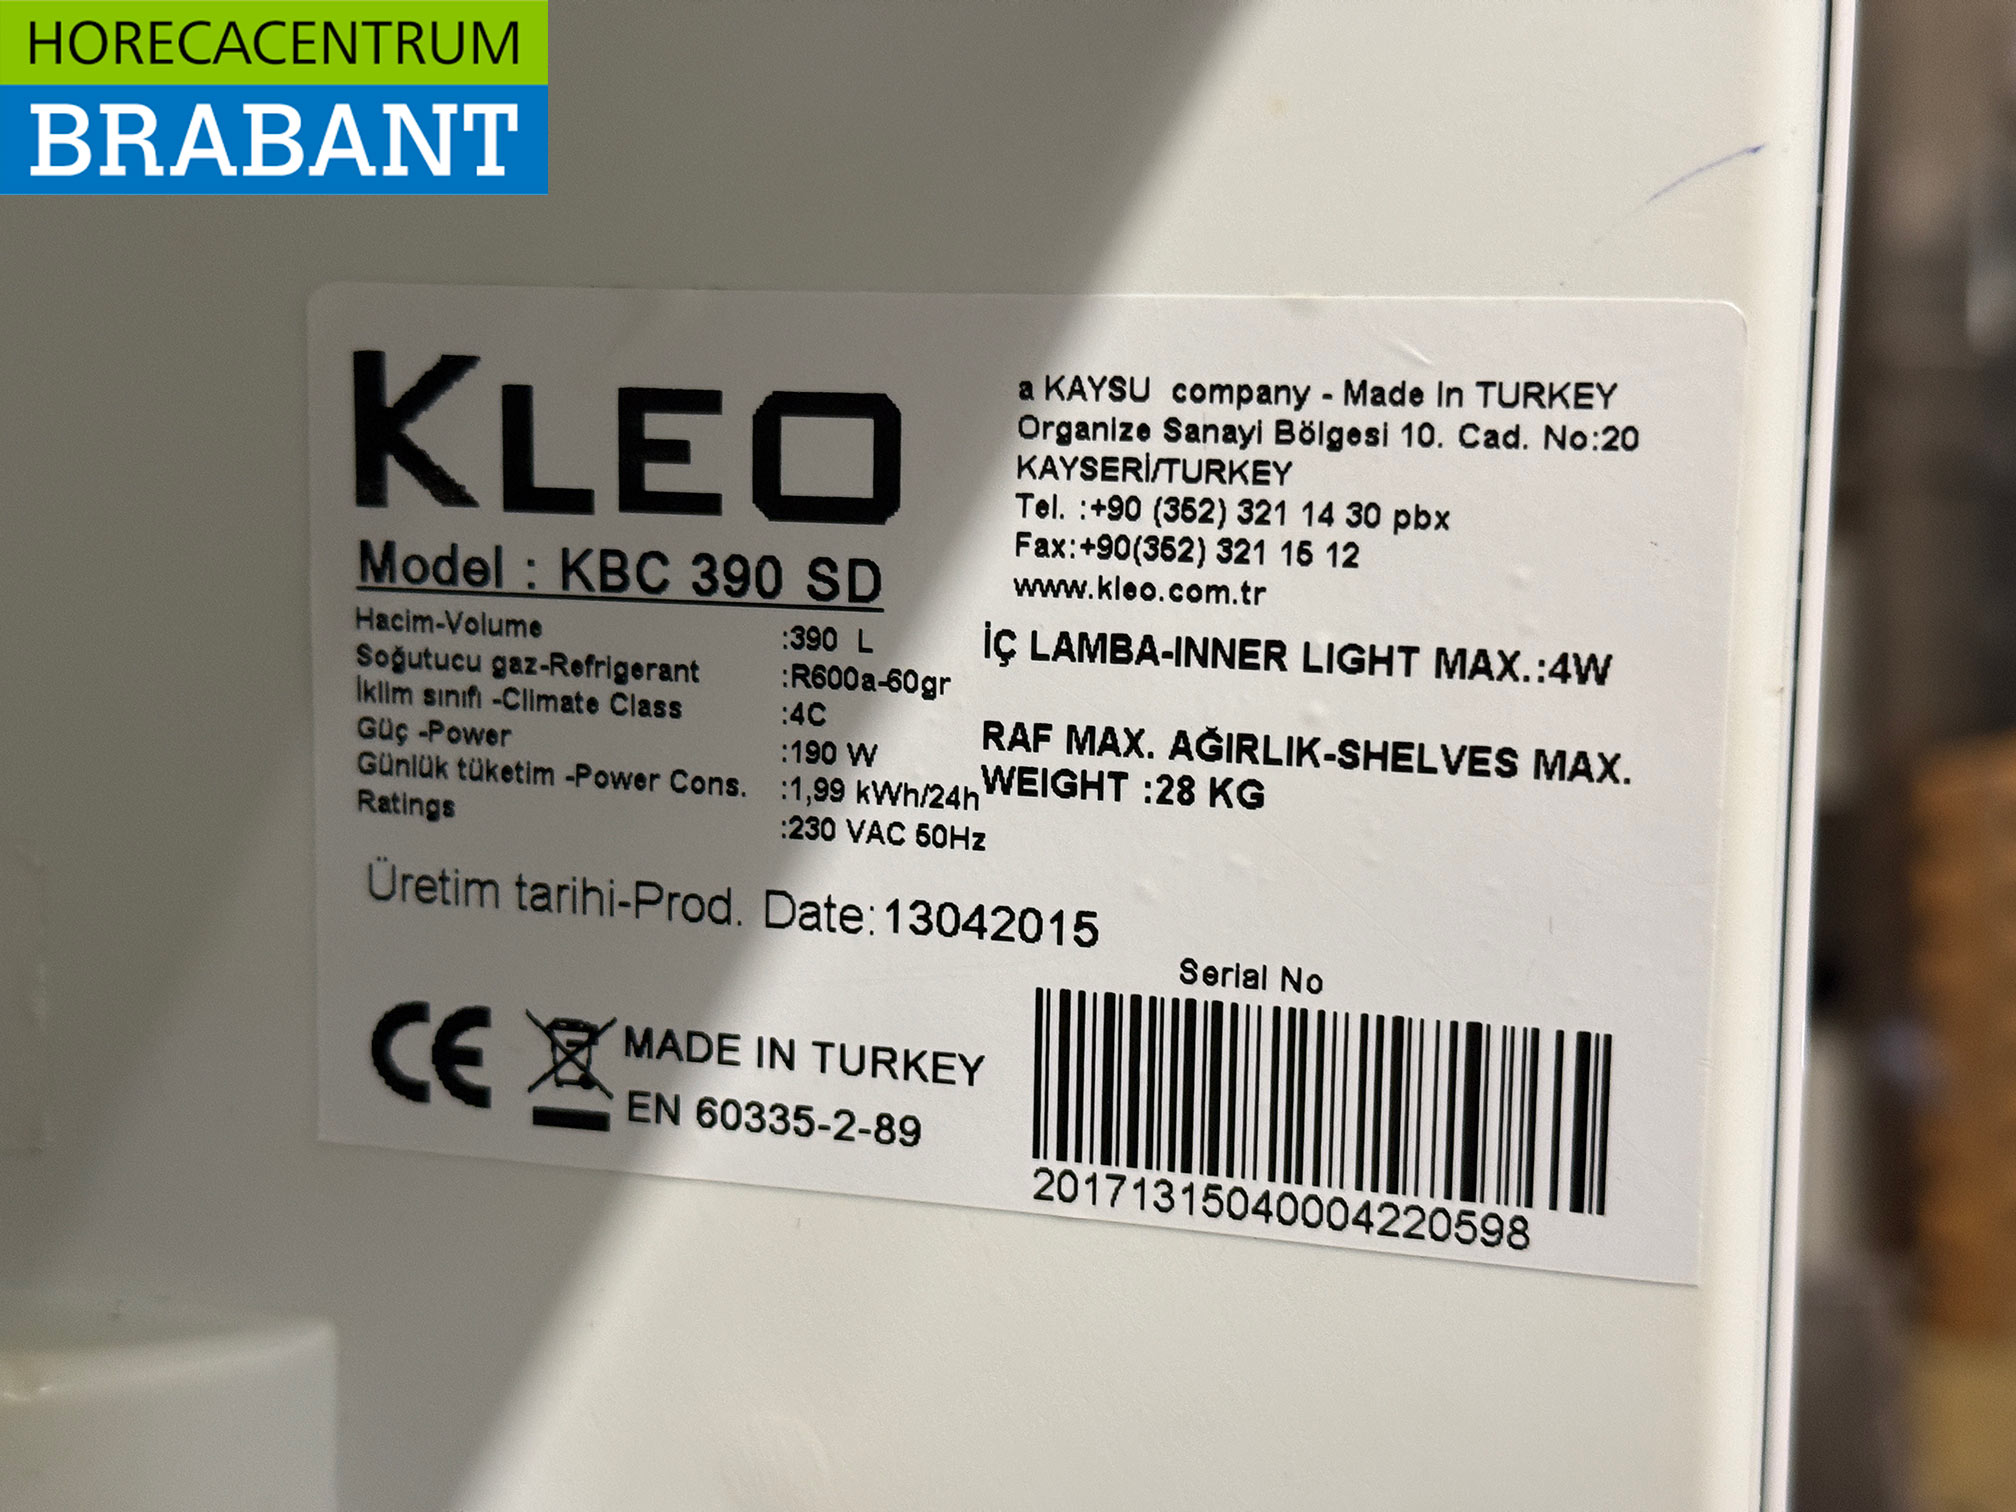 HORECACENTRUM
BRABANT
KLEO
Model : KBC 390 SD
Hacim-Volume :390 L
Soğutucu gaz-Refrigerant :R600a-60gr
İklim sınıfı -Climate Class :4C
Güç -Power :190 W
Günlük tüketim -Power Cons. :1,99 kWh/24h
Ratings :230 VAC 50Hz
a KAYSU company - Made In TURKEY
Organize Sanayi Bölgesi 10. Cad. No:20
KAYSERİ/TURKEY
Tel. :+90 (352) 321 14 30 pbx
Fax:+90(352) 321 15 12
www.kleo.com.tr
İÇ LAMBA-INNER LIGHT MAX.:4W
RAF MAX. AĞIRLIK-SHELVES MAX.
WEIGHT :28 KG
Üretim tarihi-Prod. Date:13042015
CE
MADE IN TURKEY
EN 60335-2-89
Serial No
20171315040004220598